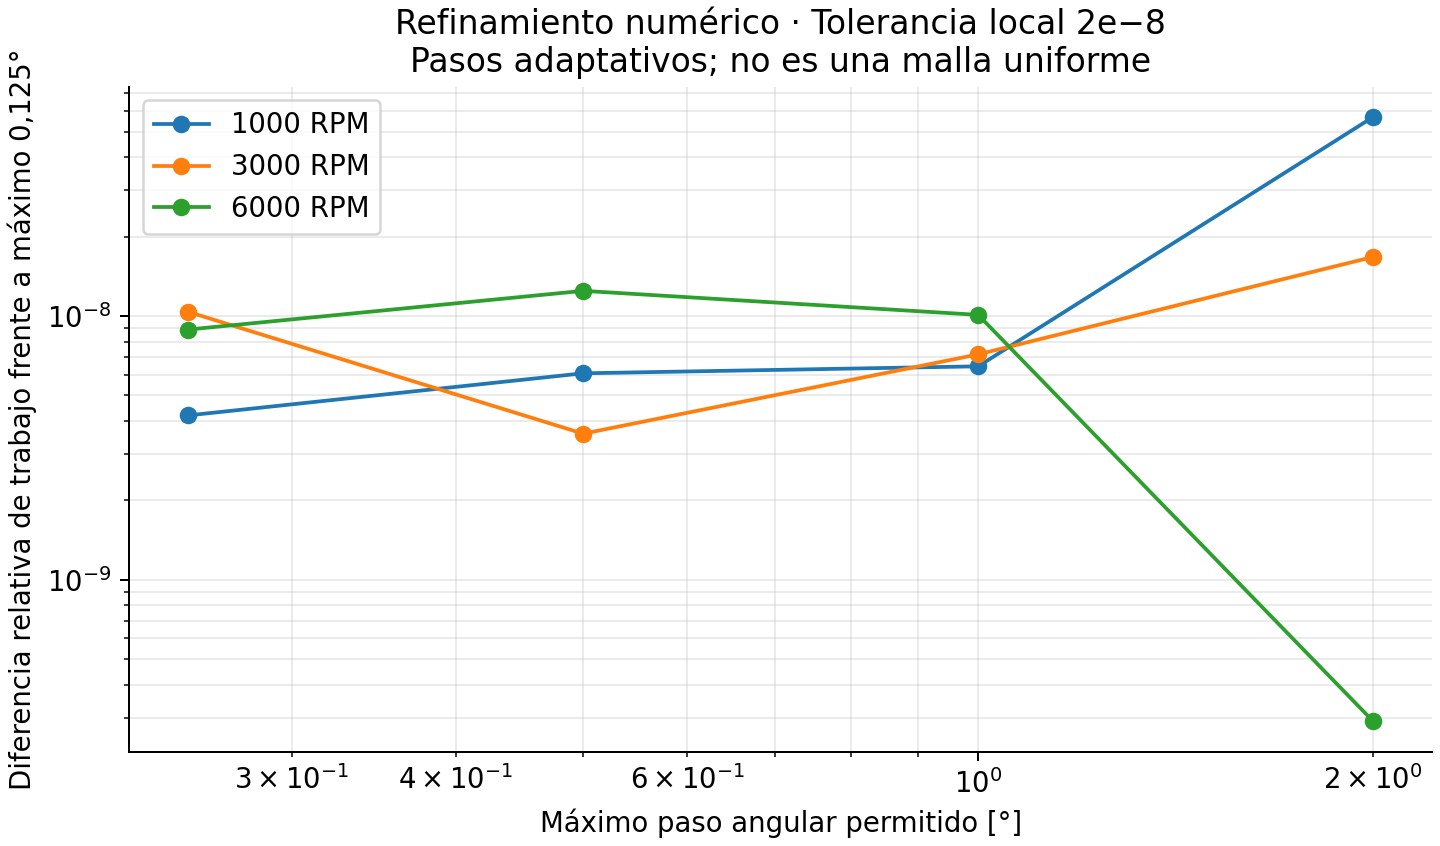 Refinamiento numérico · Tolerancia local 2e−8
Pasos adaptativos; no es una malla uniforme
Diferencia relativa de trabajo frente a máximo 0,125°
1000 RPM
3000 RPM
6000 RPM
10⁻⁸
10⁻⁹
3 × 10⁻¹
4 × 10⁻¹
6 × 10⁻¹
10⁰
2 × 10⁰
Máximo paso angular permitido [°]